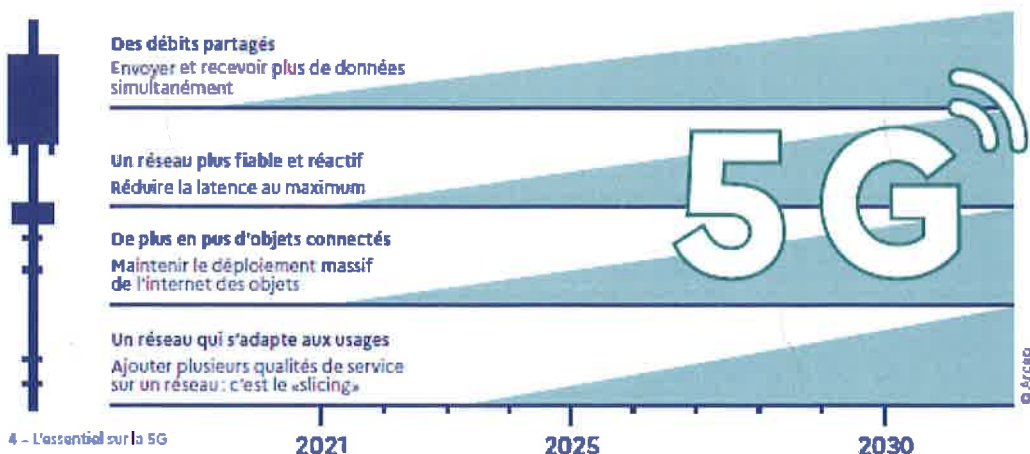 Des débits partagés
Envoyer et recevoir plus de données
simultanément
Un réseau plus fiable et réactif
Réduire la latence au maximum
De plus en pus d'objets connectés
Maintenir le déploiement massif
de l'internet des objets
Un réseau qui s'adapte aux usages
Ajouter plusieurs qualités de service
sur un réseau : c'est le «slicing»
5G
© Arcep
2021
2025
2030
4 – L'essentiel sur la 5G